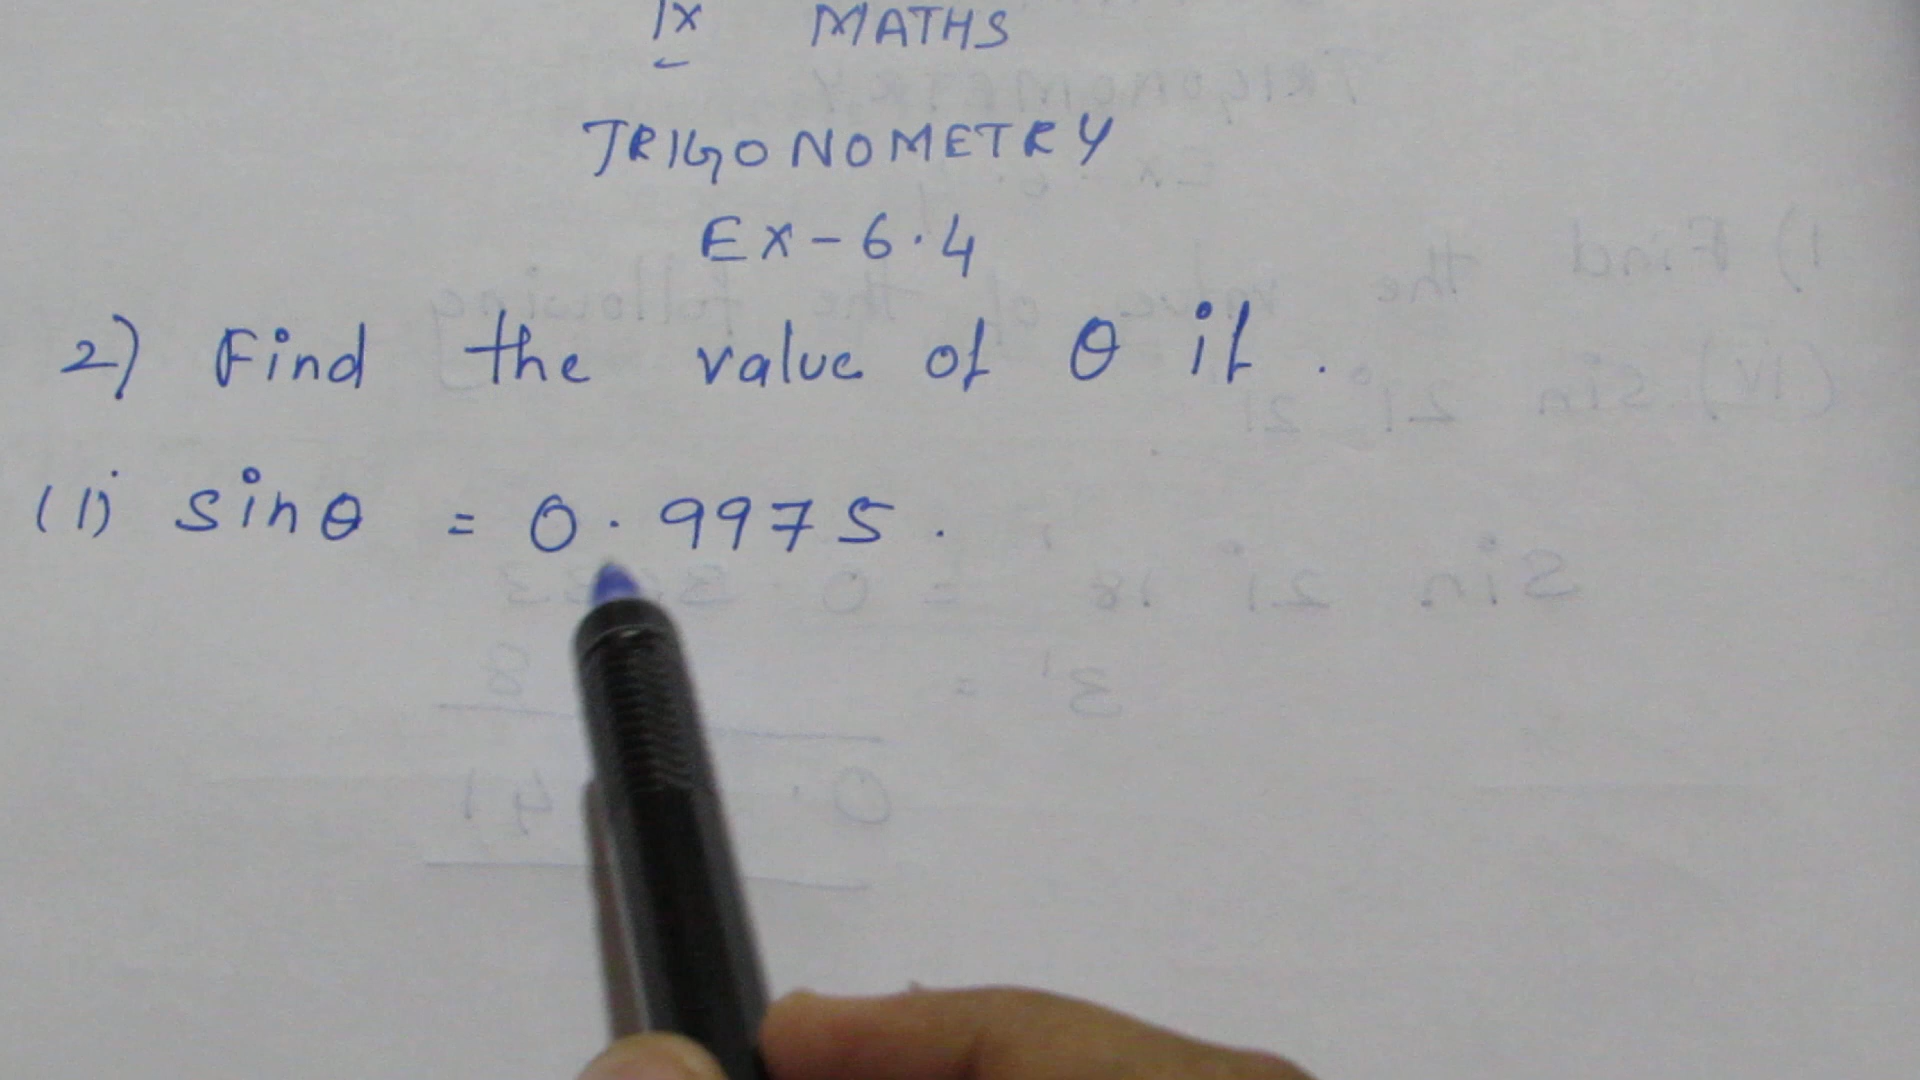 IX MATHS
TRIGONOMETRY
Ex-6.4
2) Find the value of θ if.
(i) sinθ = 0.9975.